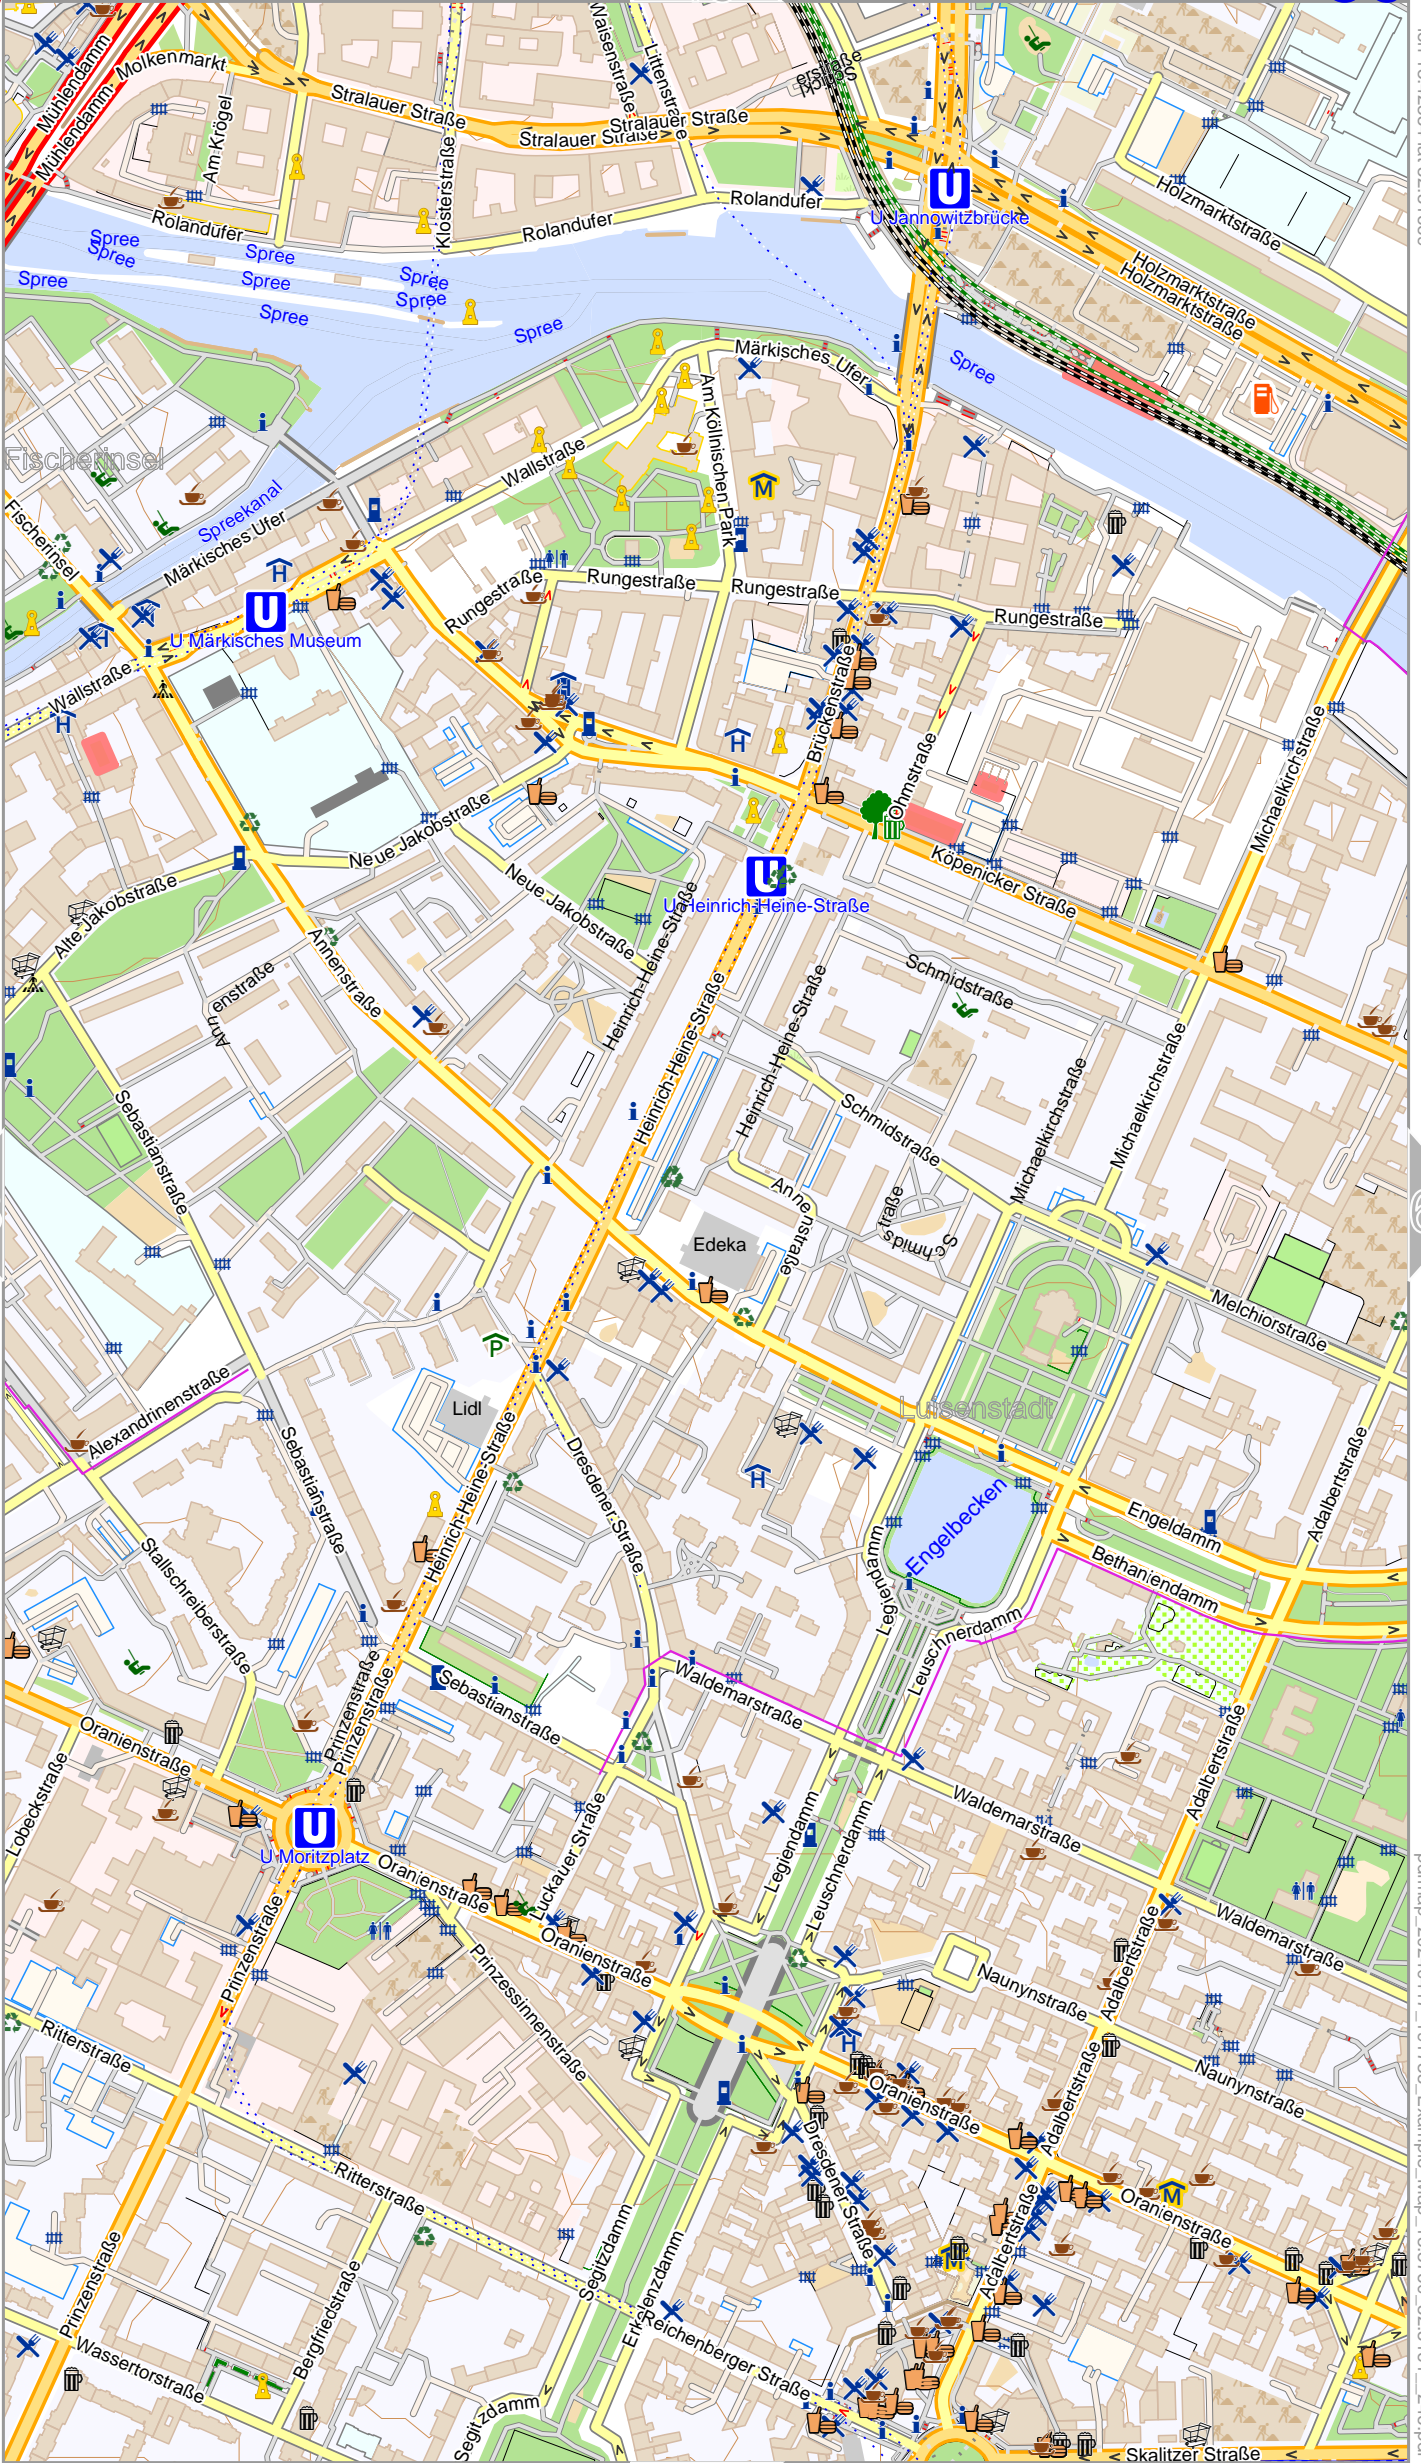 Mühlendamm
Mühlendamm
Molkenmarkt
Am Krögel
Stralauer Straße
Stralauer Straße
Stralauer Straße
Waisenstraße
Littenstraße
Klosterstraße
Rolandufer
Rolandufer
Rolandufer
U Jannowitzbrücke
Holzmarktstraße
Holzmarktstraße
Holzmarktstraße
Spree
Spree
Spree
Spree
Spree
Spree
Spree
Spree
Spree
Spree
Märkisches Ufer
Am Köllnischen Park
Wallstraße
Fischerinsel
Fischerinsel
Spreekanal
Märkisches Ufer
U Märkisches Museum
Wallstraße
Rungestraße
Rungestraße
Rungestraße
Rungestraße
Brückenstraße
Ohmstraße
Michaelkirchstraße
Neue Jakobstraße
Neue Jakobstraße
Alte Jakobstraße
U Heinrich-Heine-Straße
Köpenicker Straße
Annenstraße
Annenstraße
Heinrich-Heine-Straße
Heinrich-Heine-Straße
Heinrich-Heine-Straße
Schmidstraße
Schmidstraße
Schmidstraße
Michaelkirchstraße
Michaelkirchstraße
Sebastianstraße
Annenstraße
Edeka
Melchiorstraße
Alexandrinenstraße
Lidl
Luisenstadt
Heinrich-Heine-Straße
Dresdener Straße
Sebastianstraße
Stallschreiberstraße
Engelbecken
Engeldamm
Bethaniendamm
Adalbertstraße
Legiendamm
Leuschnerdamm
Waldemarstraße
Sebastianstraße
Prinzenstraße
Prinzenstraße
Oranienstraße
Lobeckstraße
U Moritzplatz
Oranienstraße
Luckauer Straße
Legiendamm
Leuschnerdamm
Waldemarstraße
Adalbertstraße
Waldemarstraße
Oranienstraße
Prinzenstraße
Prinzessinnenstraße
Naunynstraße
Adalbertstraße
Naunynstraße
Ritterstraße
Oranienstraße
Adalbertstraße
Dresdener Straße
Ritterstraße
Oranienstraße
Adalbertstraße
Prinzenstraße
Bergfriedstraße
Segitzdamm
Erkelenzdamm
Reichenberger Straße
Wassertorstraße
Segitzdamm
Skalitzer Straße